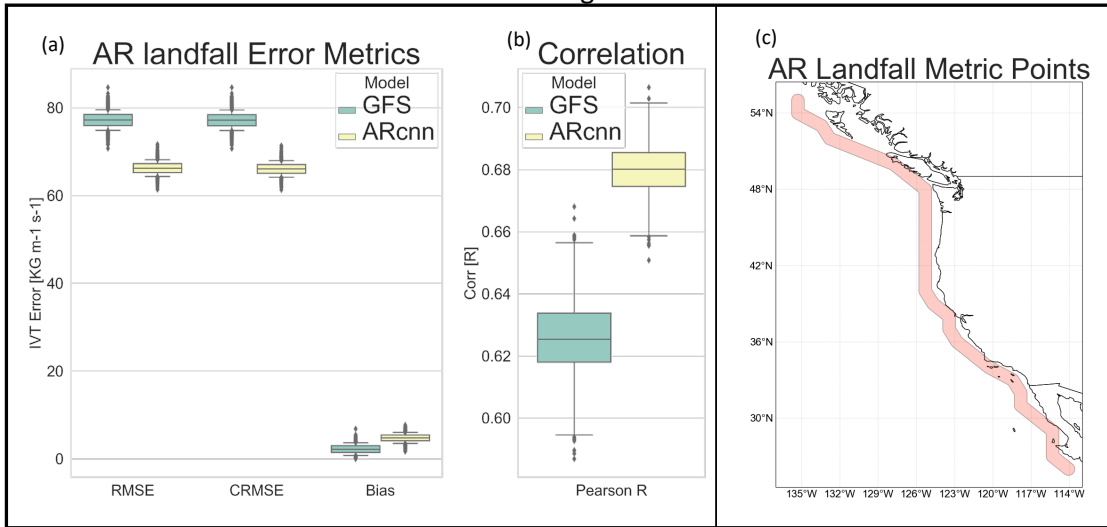 (a)
AR landfall Error Metrics
Model
GFS
ARcnn
IVT Error [KG m-1 s-1]
80
60
40
20
0
RMSE
CRMSE
Bias
(b)
Correlation
Model
GFS
ARcnn
Corr [R]
0.70
0.68
0.66
0.64
0.62
0.60
Pearson R
(c)
AR Landfall Metric Points
54°N
48°N
42°N
36°N
30°N
135°W 132°W 129°W 126°W 123°W 120°W 117°W 114°W